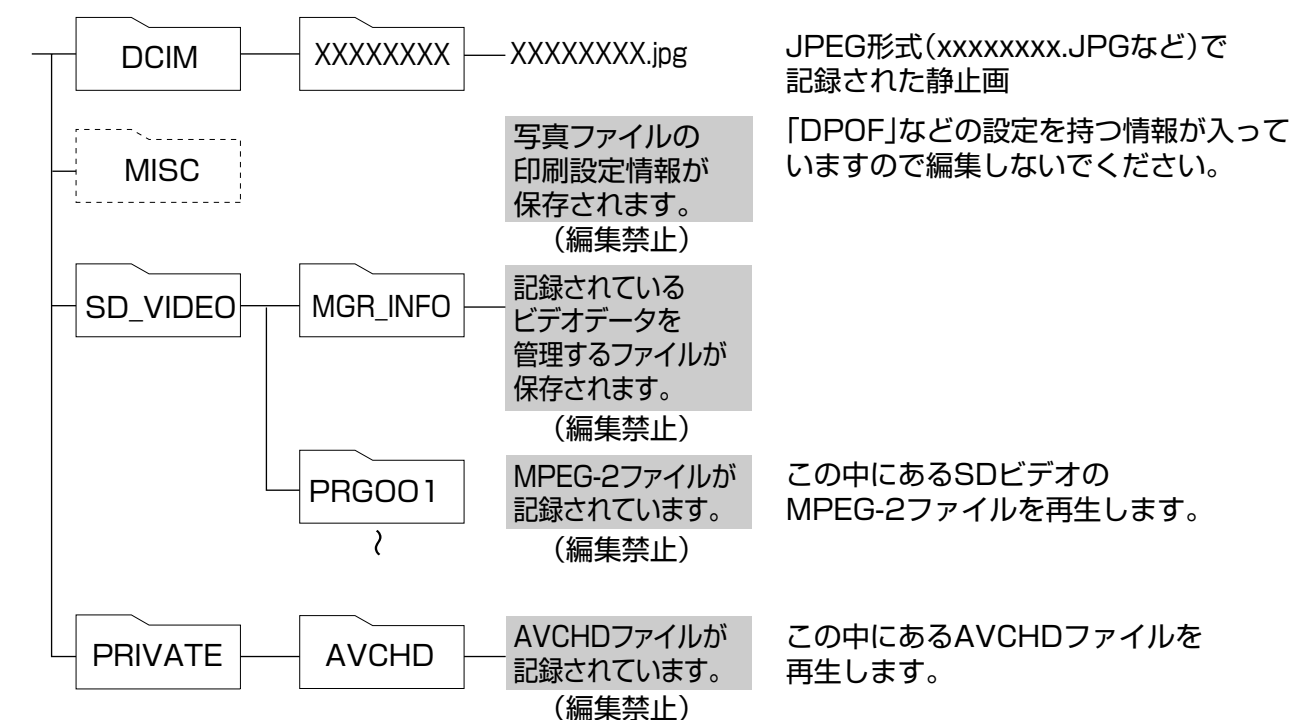 DCIM
XXXXXXXX
XXXXXXXX.jpg
JPEG形式（xxxxxxxx.JPGなど）で
記録された静止画
MISC
写真ファイルの
印刷設定情報が
保存されます。
（編集禁止）
「DPOF」などの設定を持つ情報が入って
いますので編集しないでください。
SD_VIDEO
MGR_INFO
記録されている
ビデオデータを
管理するファイルが
保存されます。
（編集禁止）
PRG001
～
MPEG-2ファイルが
記録されています。
（編集禁止）
この中にあるSDビデオの
MPEG-2ファイルを再生します。
PRIVATE
AVCHD
AVCHDファイルが
記録されています。
（編集禁止）
この中にあるAVCHDファイルを
再生します。